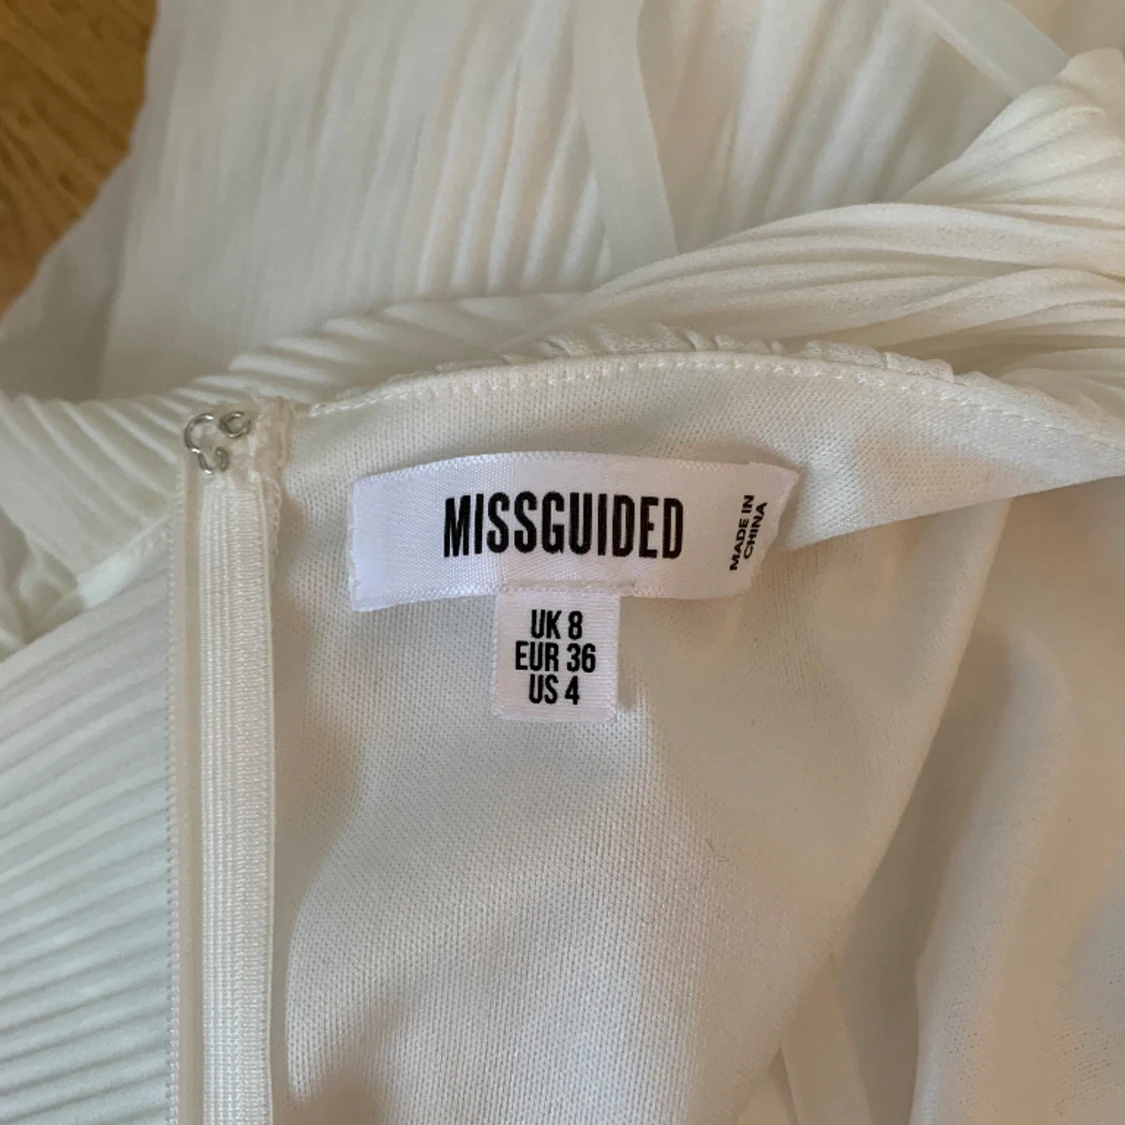 MISSGUIDED
MADE IN
CHINA
UK 8
EUR 36
US 4